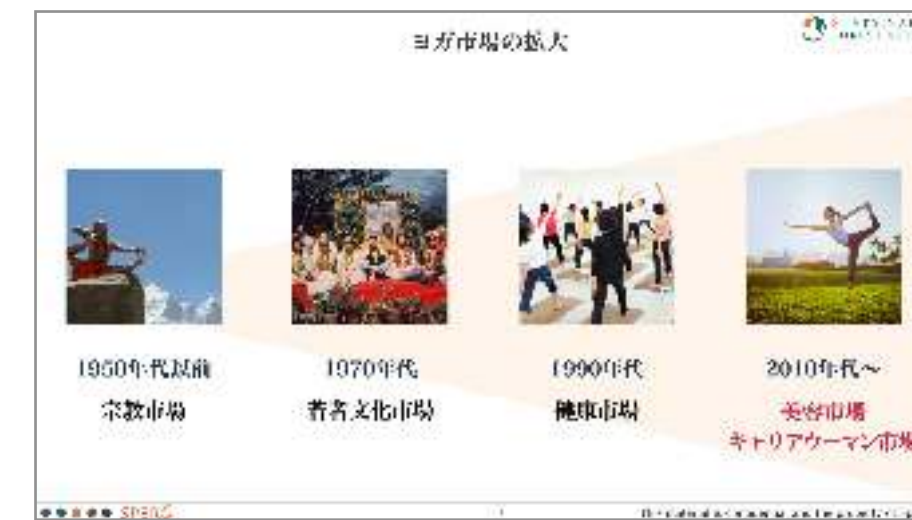 ヨガ市場の拡大
1950年代以前
宗教市場
1970年代
若者文化市場
1990年代
健康市場
2010年代～
美容市場
キャリアウーマン市場